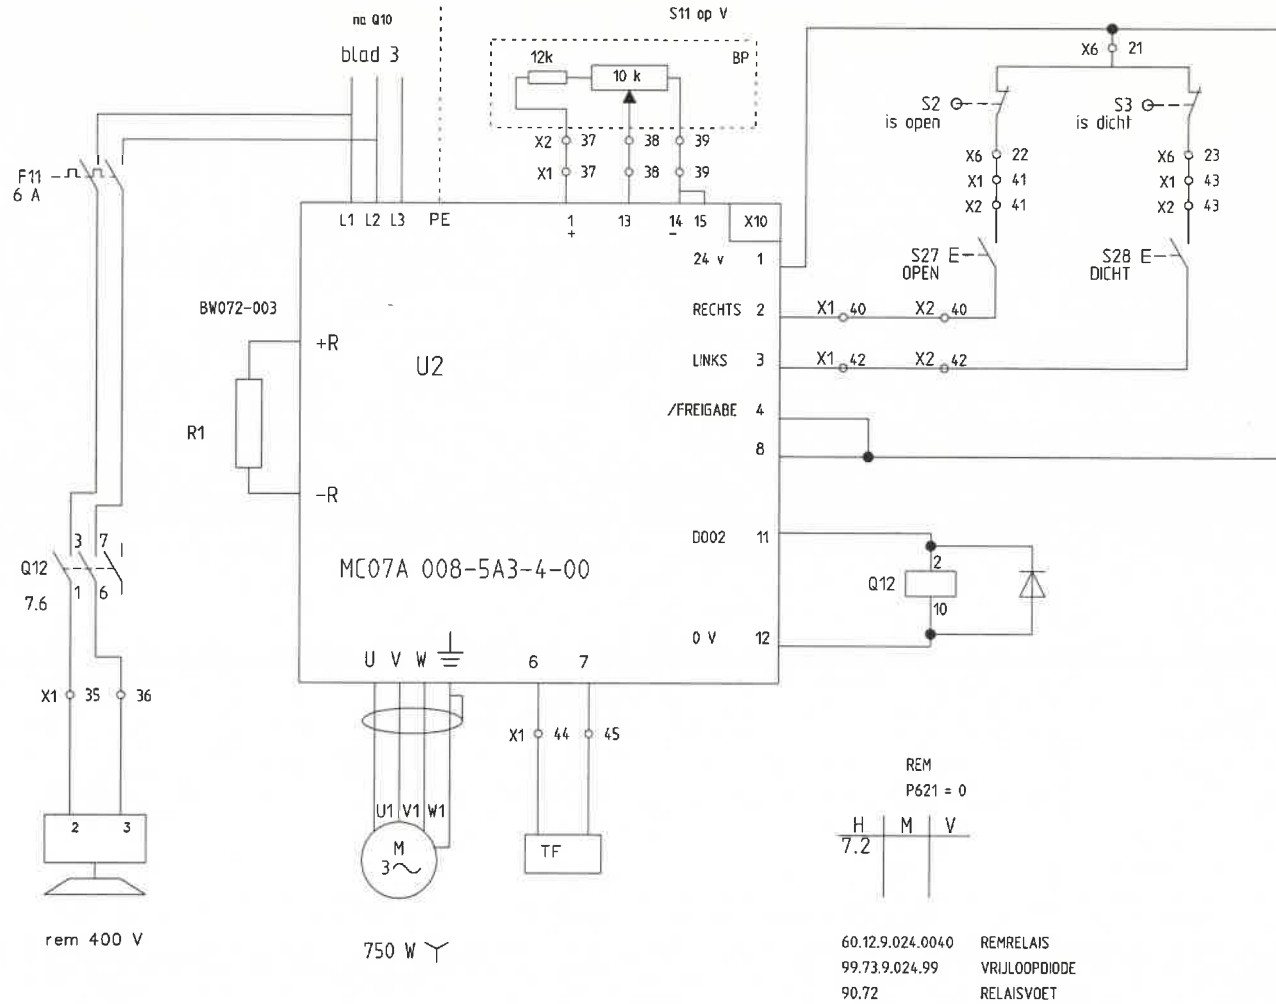 na Q10
blad 3
S11 op V
12k
10 k
BP
X6 21
S2
is open
S3
is dicht
X2 37 38 39
X1 37 38 39
X6 22
X6 23
X1 41
X1 43
X2 41
X2 43
F11
6 A
L1 L2 L3 PE
1 13 14 15 X10
+ –
24 v 1
S27 E
OPEN
S28 E
DICHT
BW072-003
RECHTS 2
X1 40 X2 40
+R
U2
LINKS 3
X1 42 X2 42
/FREIGABE 4
R1
8
-R
3 7
D002 11
Q12
MC07A 008-5A3-4-00
2
Q12
7.6
1 6
10
0 V 12
U V W
6 7
X1 35 36
X1 44 45
REM
P621 = 0
U1 V1 W1
2 3
H M V
7.2
M
3~
TF
rem 400 V
750 W
60.12.9.024.0040 REMRELAIS
99.73.9.024.99 VRIJLOOPDIODE
90.72 RELAISVOET